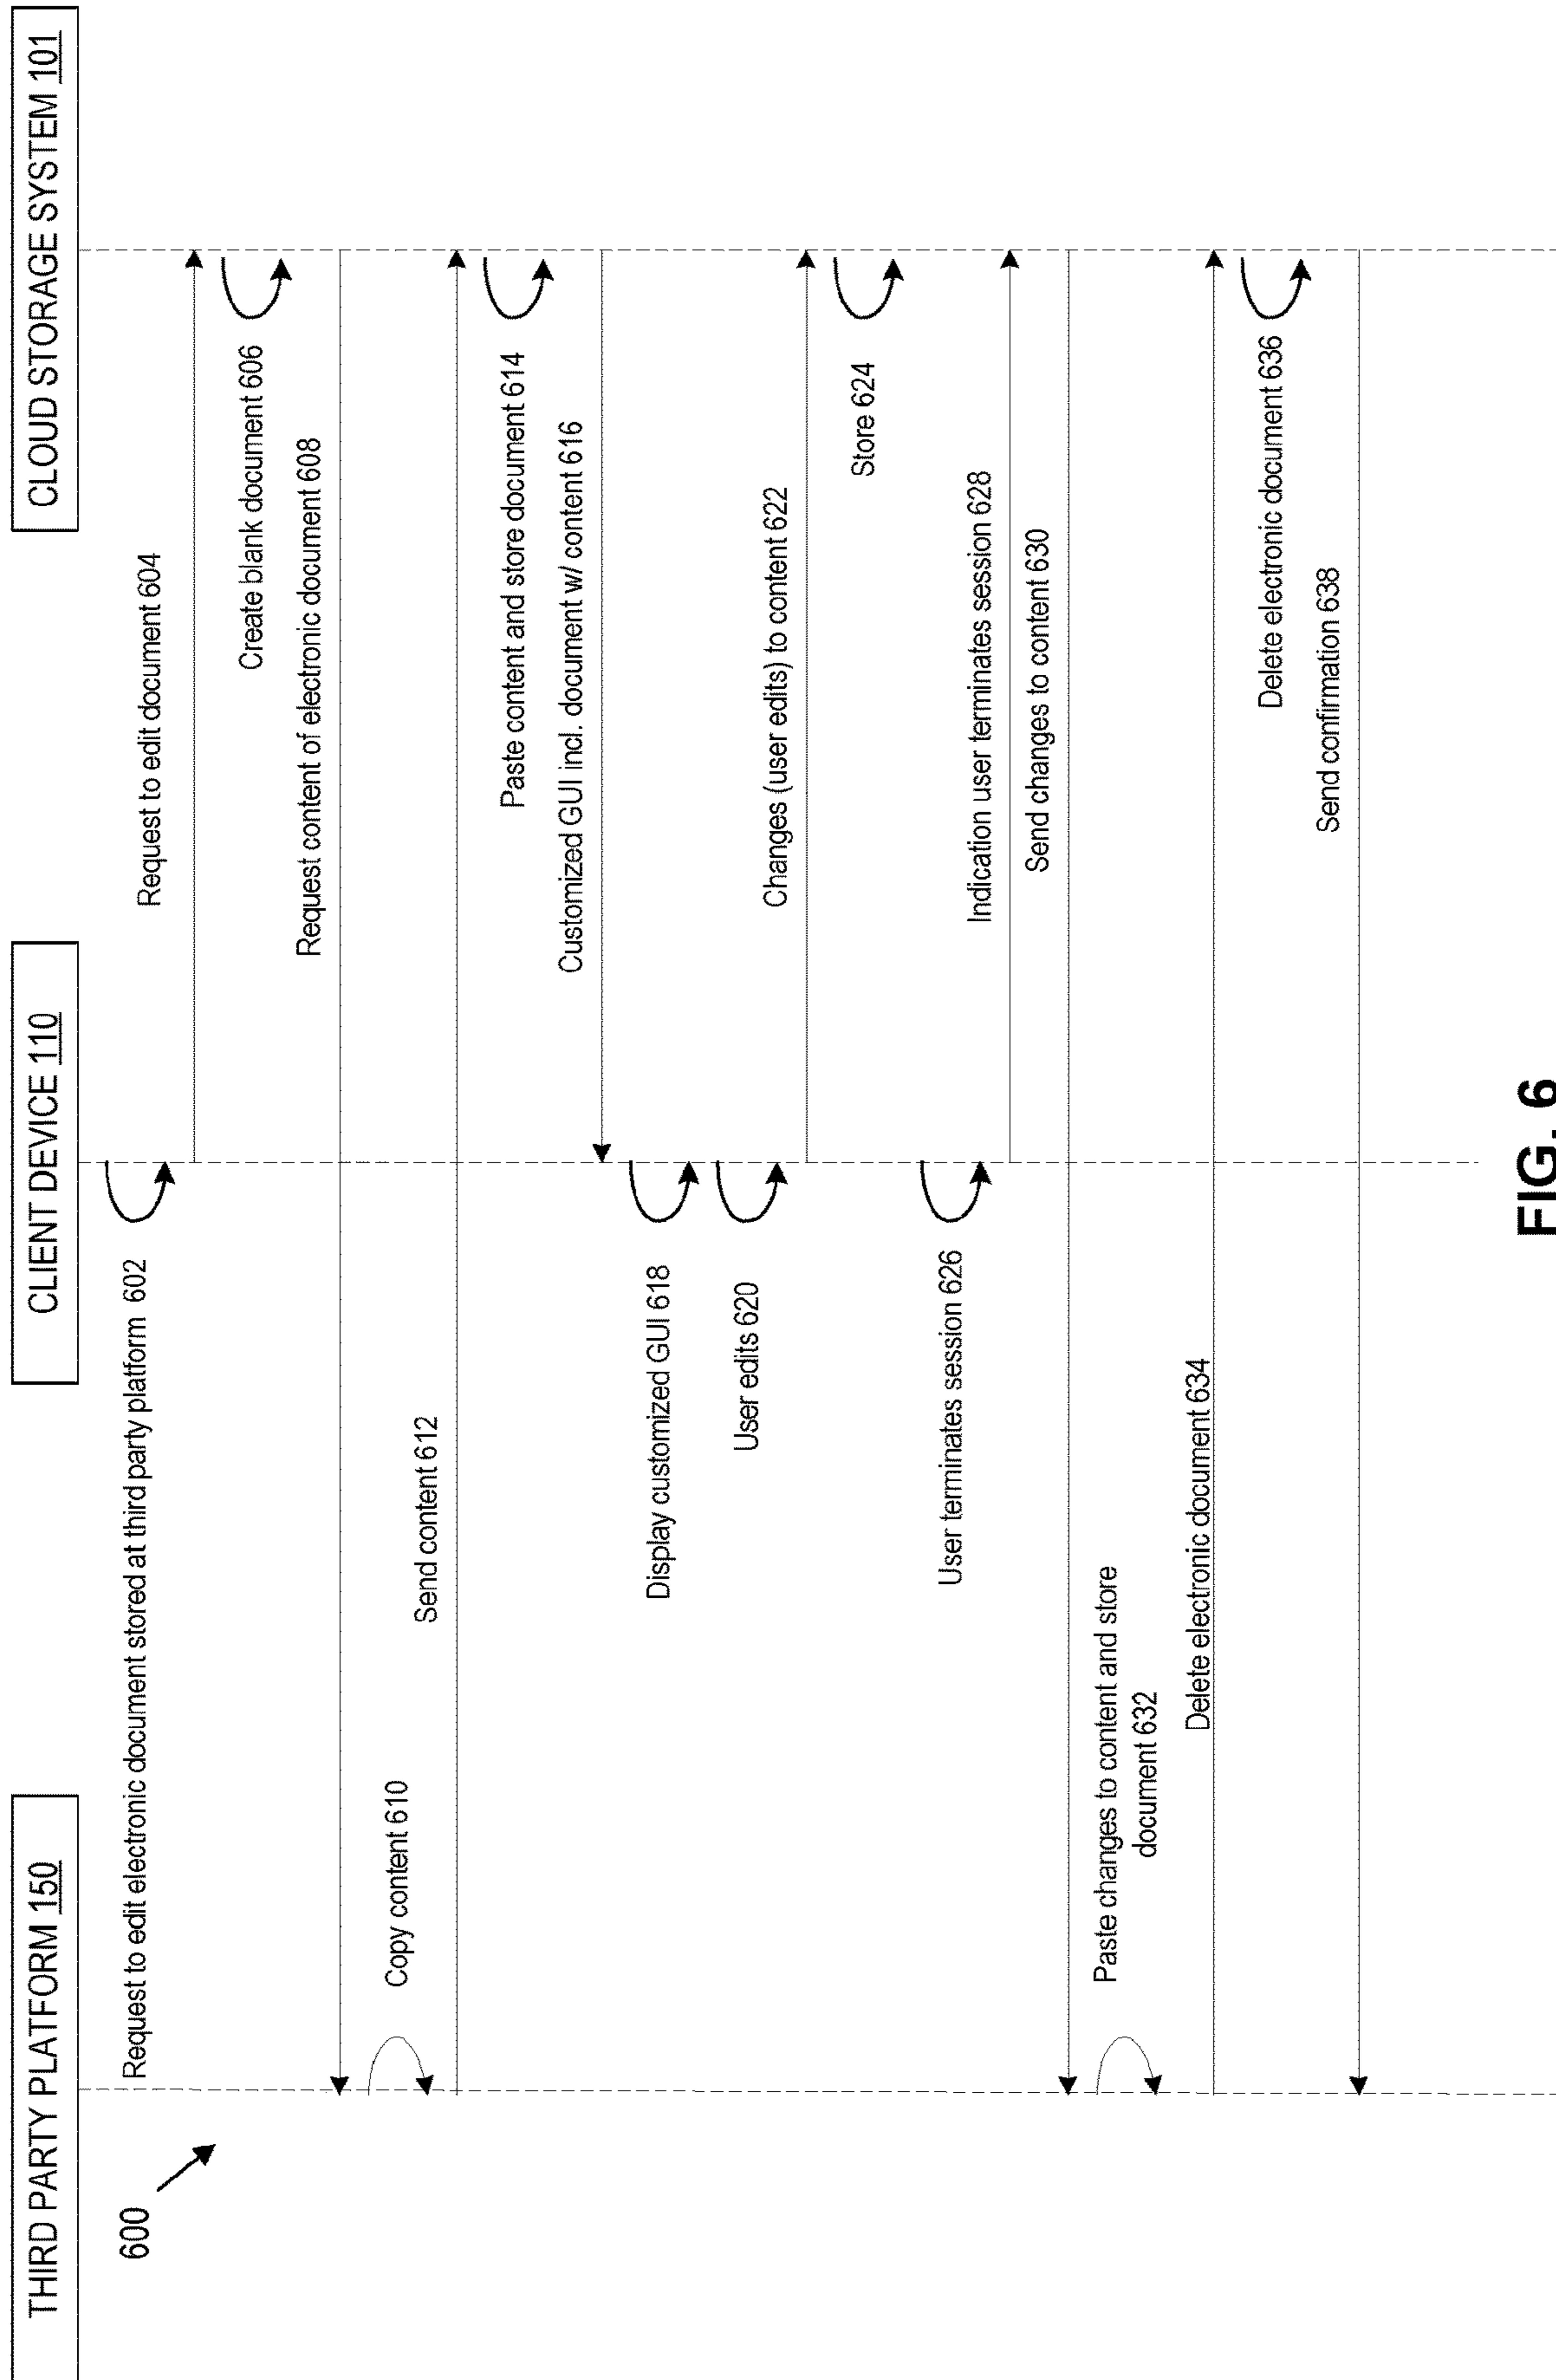 THIRD PARTY PLATFORM 150
CLIENT DEVICE 110
CLOUD STORAGE SYSTEM 101
600
Request to edit electronic document stored at third party platform 602
Request to edit document 604
Create blank document 606
Request content of electronic document 608
Copy content 610
Send content 612
Paste content and store document 614
Customized GUI incl. document w/ content 616
Display customized GUI 618
User edits 620
Changes (user edits) to content 622
Store 624
User terminates session 626
Indication user terminates session 628
Send changes to content 630
Paste changes to content and store
document 632
Delete electronic document 634
Delete electronic document 636
Send confirmation 638
FIG. 6